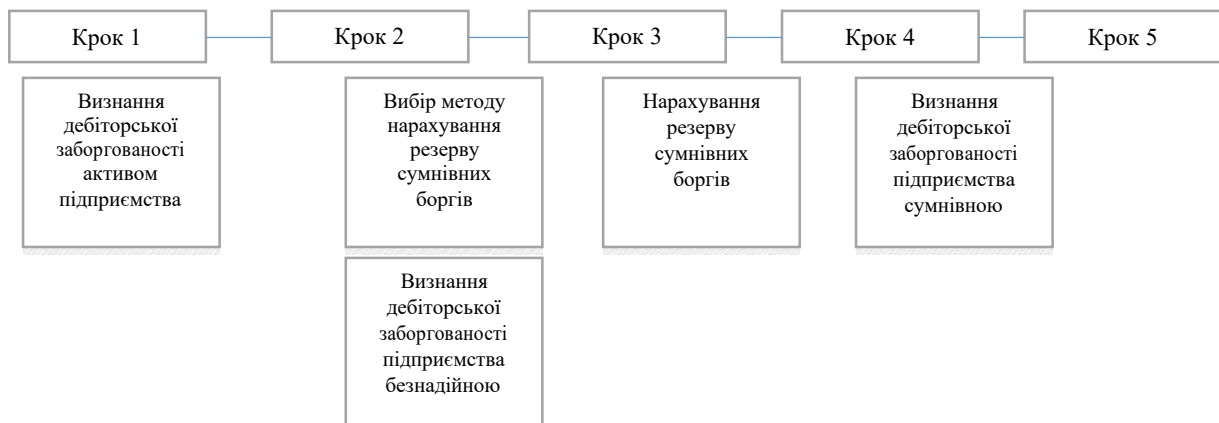 Крок 1
Крок 2
Крок 3
Крок 4
Крок 5
Визнання
дебіторської
заборгованості
активом
підприємства
Вибір методу
нарахування
резерву
сумнівних
боргів
Нарахування
резерву
сумнівних
боргів
Визнання
дебіторської
заборгованості
підприємства
сумнівною
Визнання
дебіторської
заборгованості
підприємства
безнадійною